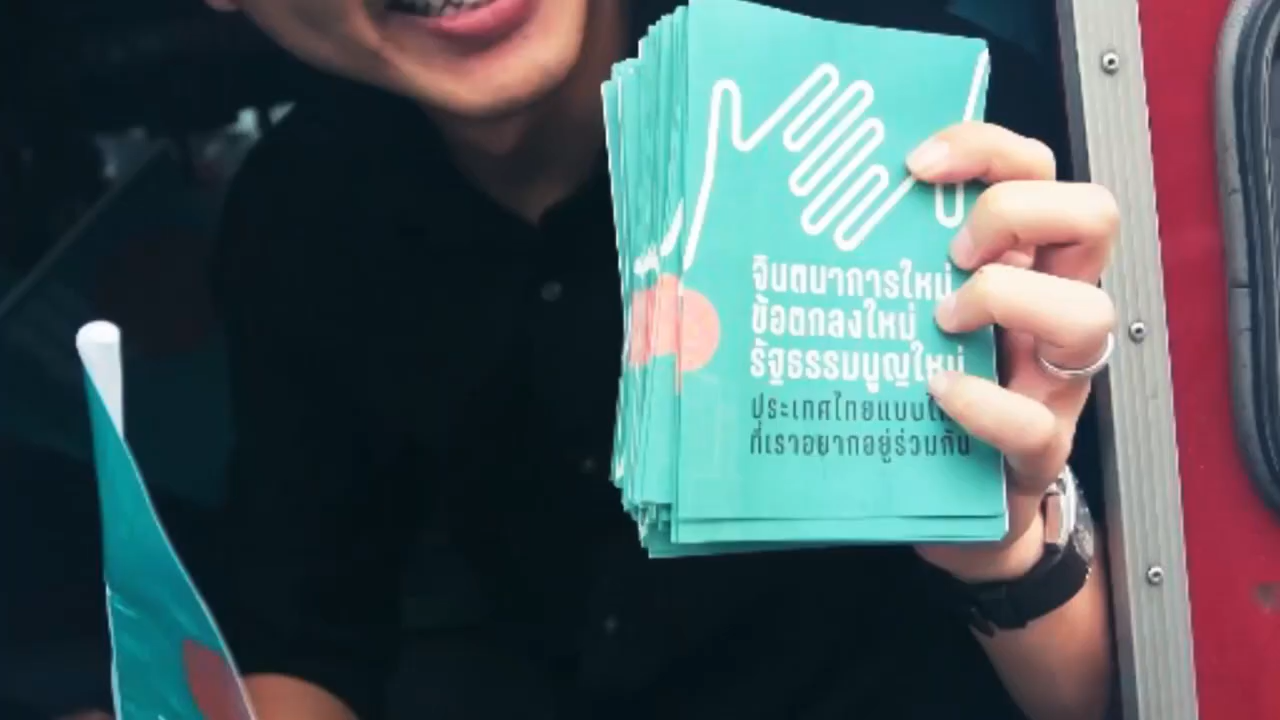 จินตนาการใหม่
ข้อตกลงใหม่
รัฐธรรมนูญใหม่
ประเทศไทยแบบ
ที่เราอยากอยู่ร่วมกัน